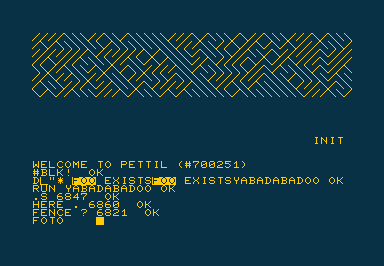 INIT
WELCOME TO PETTIL (#700251)
#BLK!  OK
D("* FOO EXISTSFOO EXISTSYABADABADOO OK
RUN YABADABADOO OK
.S 6847  OK
HERE . 6860  OK
FENCE ? 6821  OK
FOTO